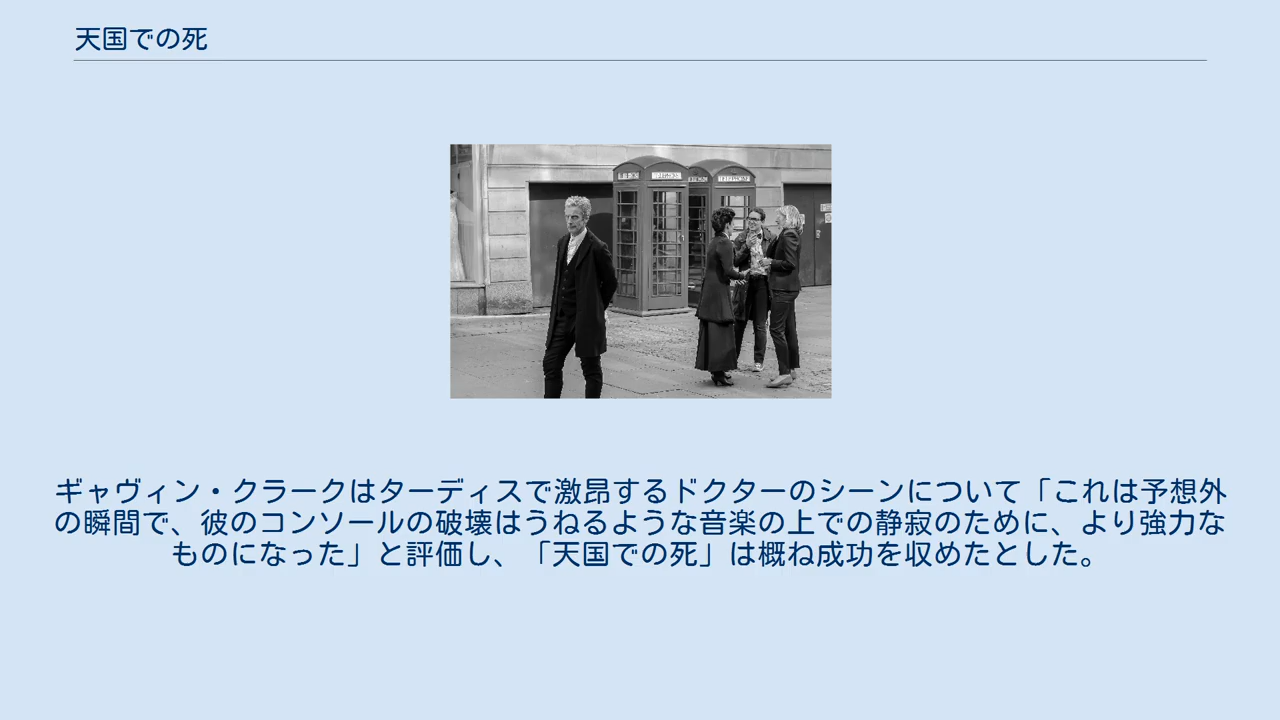 天国での死
TELEPHONE
ギャヴィン・クラークはターディスで激昂するドクターのシーンについて「これは予想外
の瞬間で、彼のコンソールの破壊はうねるような音楽の上での静寂のために、より強力な
ものになった」と評価し、「天国での死」は概ね成功を収めたとした。